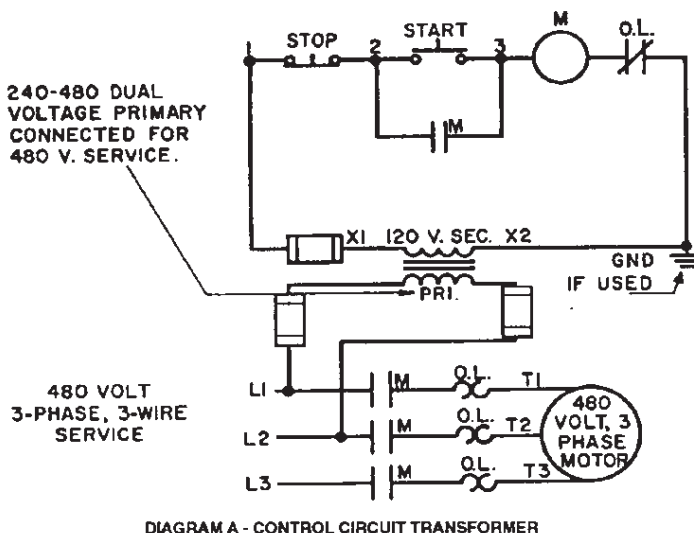 M
START
O.L.
STOP
2
3
M
240-480 DUAL
VOLTAGE PRIMARY
CONNECTED FOR
480 V. SERVICE.
X1 120 V. SEC. X2
GND
IF USED
PRI.
480 VOLT
3-PHASE, 3-WIRE
SERVICE
L1
M
O.L.
T1
L2
M
O.L.
T2
L3
M
O.L.
T3
480
VOLT, 3
PHASE
MOTOR
DIAGRAM A - CONTROL CIRCUIT TRANSFORMER